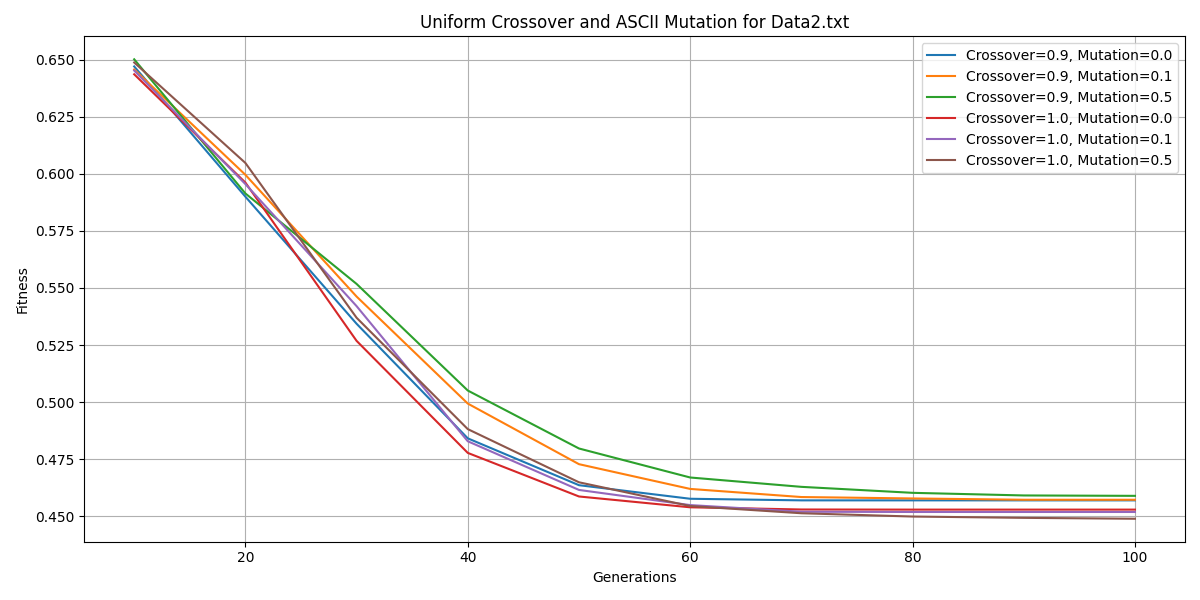 Uniform Crossover and ASCII Mutation for Data2.txt
Crossover=0.9, Mutation=0.0
Crossover=0.9, Mutation=0.1
Crossover=0.9, Mutation=0.5
Crossover=1.0, Mutation=0.0
Crossover=1.0, Mutation=0.1
Crossover=1.0, Mutation=0.5
Fitness
0.650
0.625
0.600
0.575
0.550
0.525
0.500
0.475
0.450
20 40 60 80 100
Generations